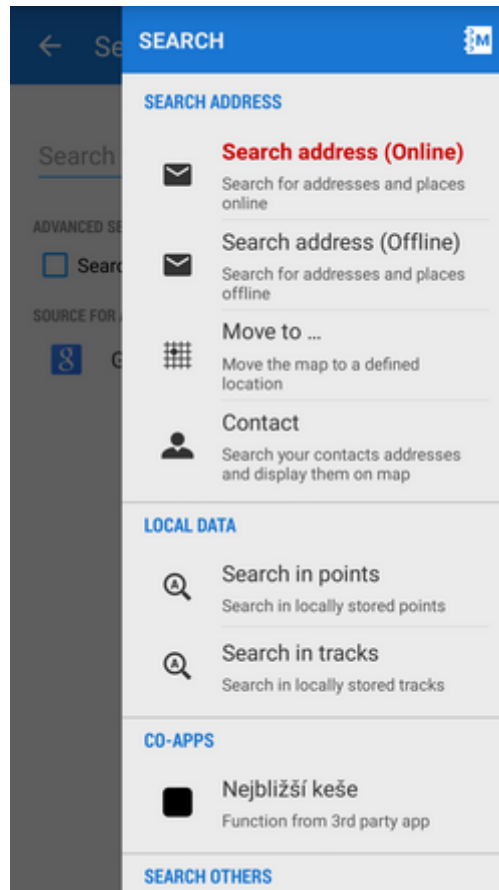 Se
SEARCH
M
SEARCH ADDRESS
Search
Search address (Online)
Search for addresses and places
online
ADVANCED SE
Search address (Offline)
Searc
Search for addresses and places
offline
SOURCE FOR
Move to ...
8
G
Move the map to a defined
location
Contact
Search your contacts addresses
and display them on map
LOCAL DATA
A
Search in points
Search in locally stored points
A
Search in tracks
Search in locally stored tracks
CO-APPS
Nejbližší keše
Function from 3rd party app
SEARCH OTHERS